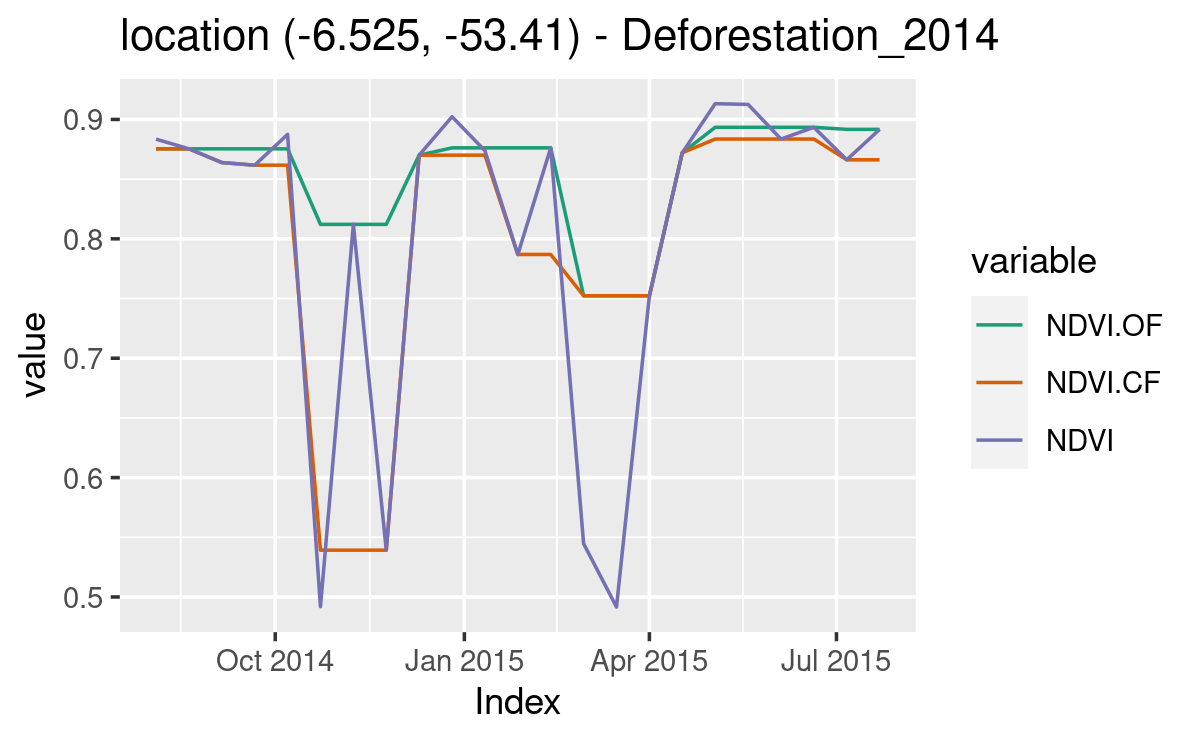 location (-6.525, -53.41) - Deforestation_2014
0.9
0.8
0.7
0.6
0.5
value
Oct 2014 Jan 2015 Apr 2015 Jul 2015
Index
variable
NDVI.OF
NDVI.CF
NDVI